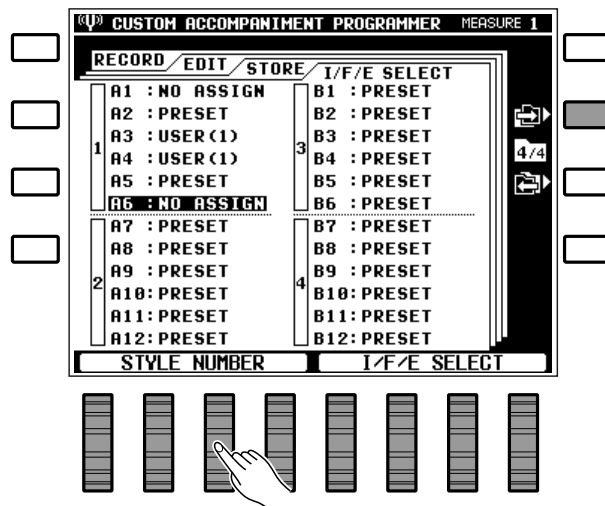 CUSTOM ACCOMPANIMENT PROGRAMMER MEASURE 1
RECORD EDIT STORE I/F/E SELECT
1
A1 :NO ASSIGN
A2 :PRESET
A3 :USER(1)
A4 :USER(1)
A5 :PRESET
A6 :NO ASSIGN
2
A7 :PRESET
A8 :PRESET
A9 :PRESET
A10:PRESET
A11:PRESET
A12:PRESET
3
B1 :PRESET
B2 :PRESET
B3 :PRESET
B4 :PRESET
B5 :PRESET
B6 :PRESET
4
B7 :PRESET
B8 :PRESET
B9 :PRESET
B10:PRESET
B11:PRESET
B12:PRESET
4/4
STYLE NUMBER I/F/E SELECT